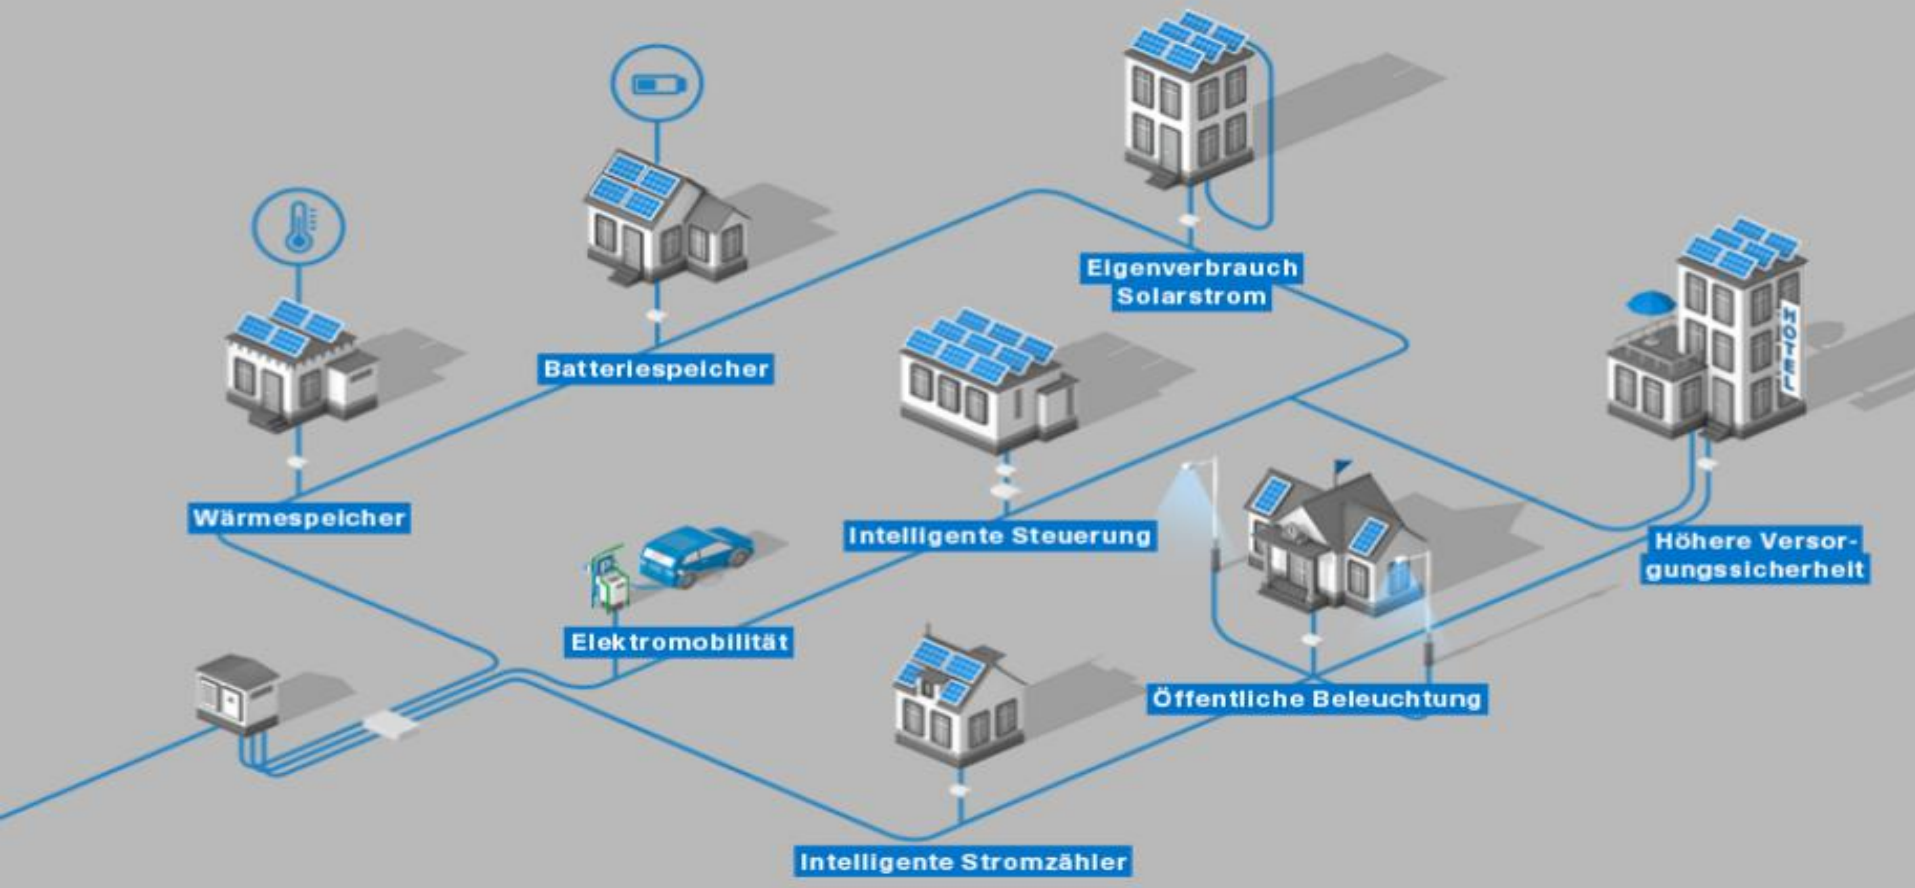 Eigenverbrauch
Solarstrom
HOTEL
Batteriespeicher
Wärmespeicher
Intelligente Steuerung
Höhere Versor-
gungssicherheit
Elektromobilität
Öffentliche Beleuchtung
Intelligente Stromzähler